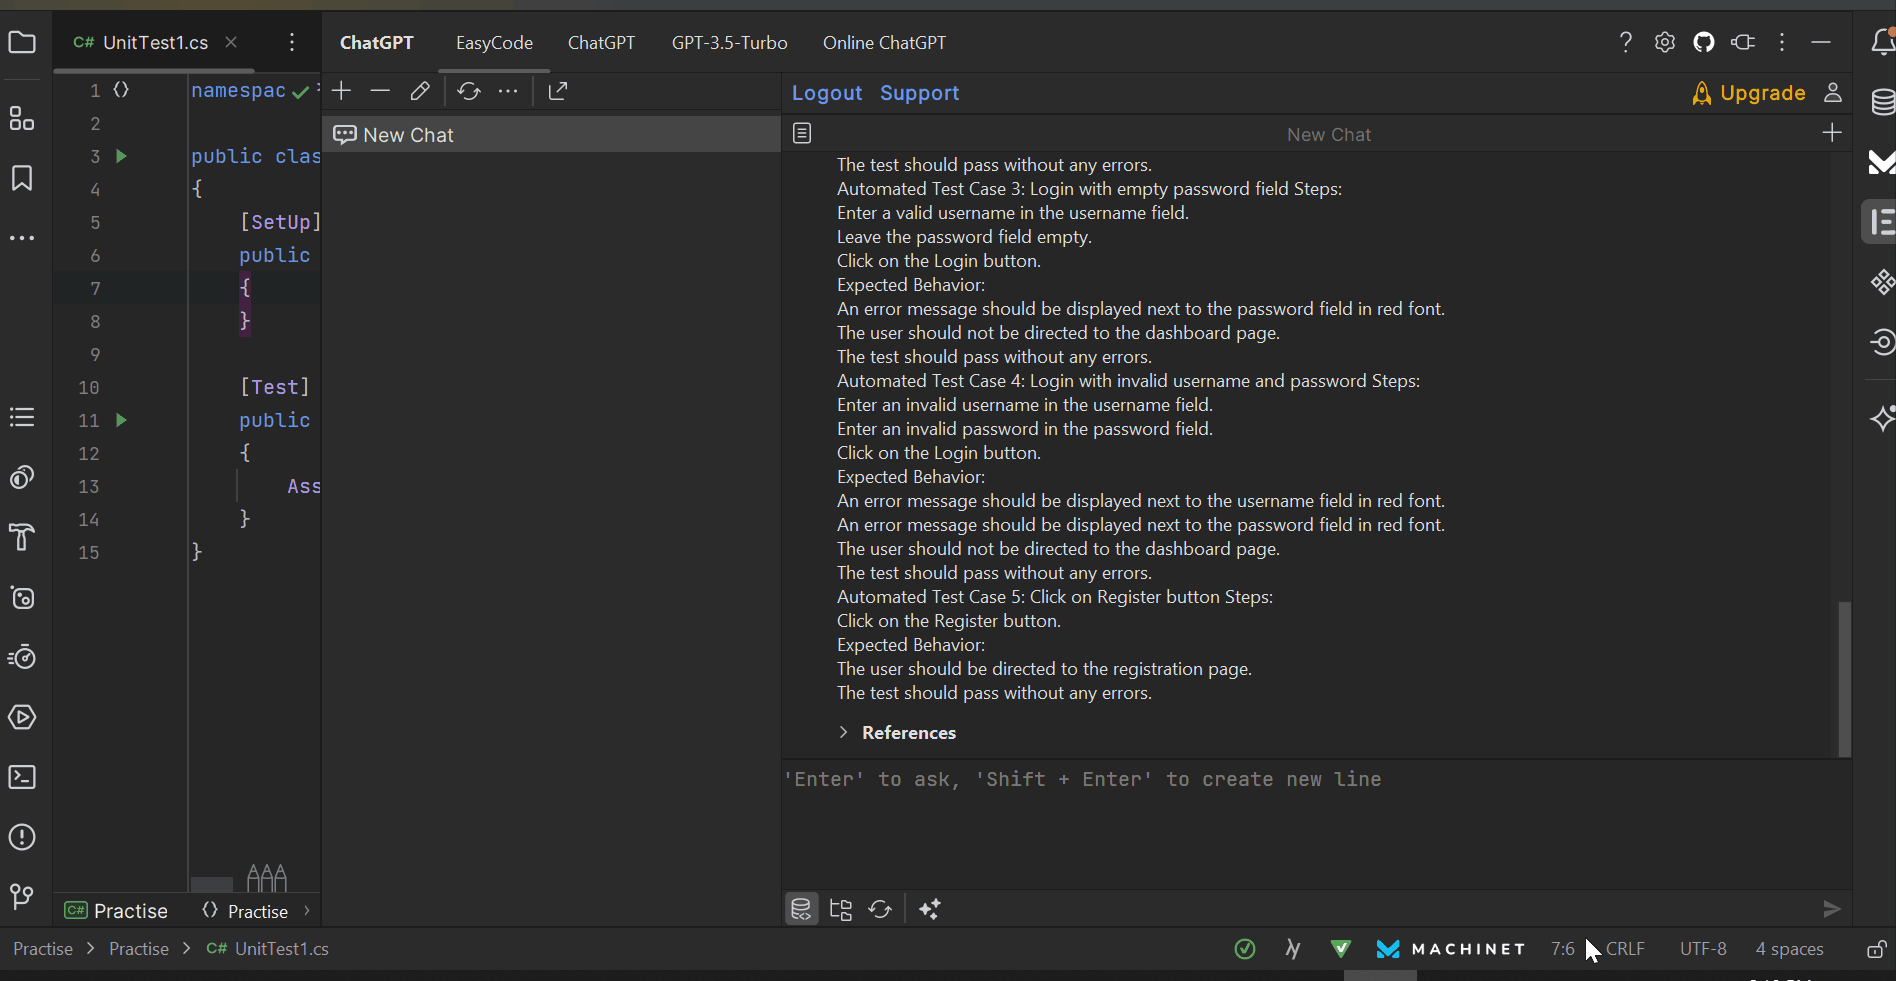 C# UnitTest1.cs
ChatGPT EasyCode ChatGPT GPT-3.5-Turbo Online ChatGPT
1 namespac
2
3 public clas
4 {
5 [SetUp]
6 public
7 {
8 }
9
10 [Test]
11 public
12 {
13 Ass
14 }
15 }
New Chat
Logout Support Upgrade
New Chat
The test should pass without any errors.
Automated Test Case 3: Login with empty password field Steps:
Enter a valid username in the username field.
Leave the password field empty.
Click on the Login button.
Expected Behavior:
An error message should be displayed next to the password field in red font.
The user should not be directed to the dashboard page.
The test should pass without any errors.
Automated Test Case 4: Login with invalid username and password Steps:
Enter an invalid username in the username field.
Enter an invalid password in the password field.
Click on the Login button.
Expected Behavior:
An error message should be displayed next to the username field in red font.
An error message should be displayed next to the password field in red font.
The user should not be directed to the dashboard page.
The test should pass without any errors.
Automated Test Case 5: Click on Register button Steps:
Click on the Register button.
Expected Behavior:
The user should be directed to the registration page.
The test should pass without any errors.
References
'Enter' to ask, 'Shift + Enter' to create new line
C# Practise {} Practise >
Practise > Practise > C# UnitTest1.cs
MACHINET 7:6 CRLF UTF-8 4 spaces